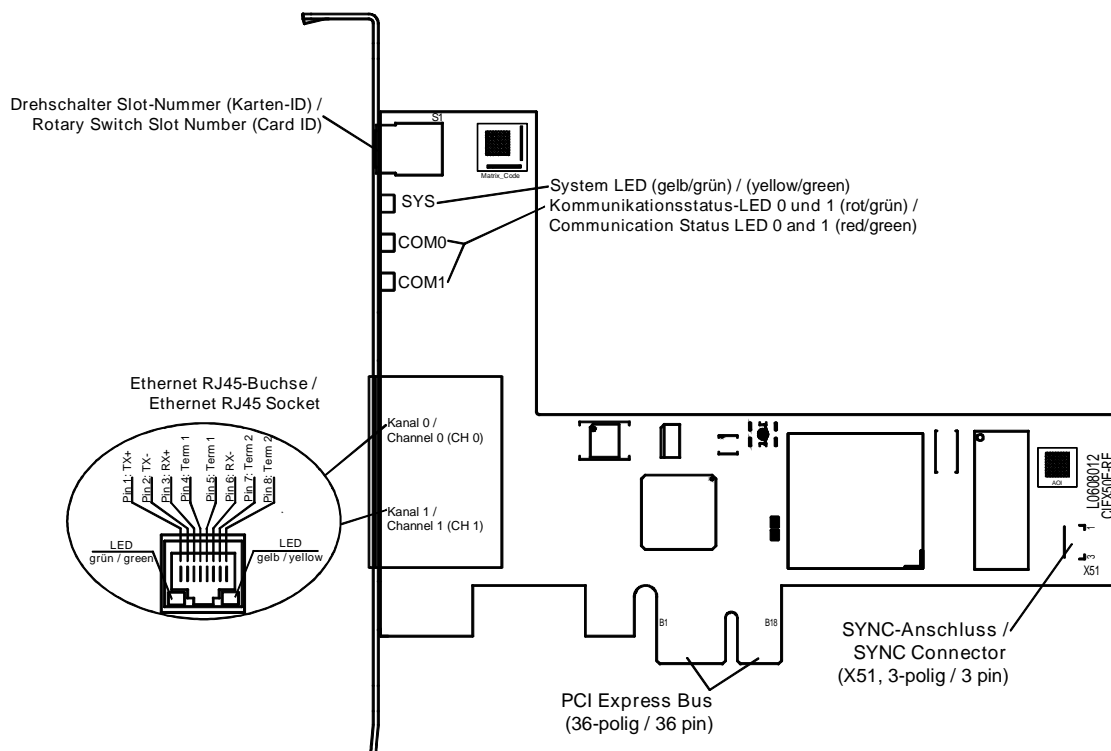 Drehschalter Slot-Nummer (Karten-ID) /
Rotary Switch Slot Number (Card ID)
S1
Matrix_Code
SYS
System LED (gelb/grün) / (yellow/green)
Kommunikationsstatus-LED 0 und 1 (rot/grün) /
Communication Status LED 0 and 1 (red/green)
COM0
COM1
Ethernet RJ45-Buchse /
Ethernet RJ45 Socket
Kanal 0 /
Channel 0 (CH 0)
Pin 1: TX+
Pin 2: TX-
Pin 3: RX+
Pin 4: Term 1
Pin 5: Term 1
Pin 6: RX-
Pin 7: Term 2
Pin 8: Term 2
Kanal 1 /
Channel 1 (CH 1)
LED
grün / green
LED
gelb / yellow
AOI
L0608012
CIFX50E-RE
1
3
X51
B1
B18
SYNC-Anschluss /
SYNC Connector
(X51, 3-polig / 3 pin)
PCI Express Bus
(36-polig / 36 pin)